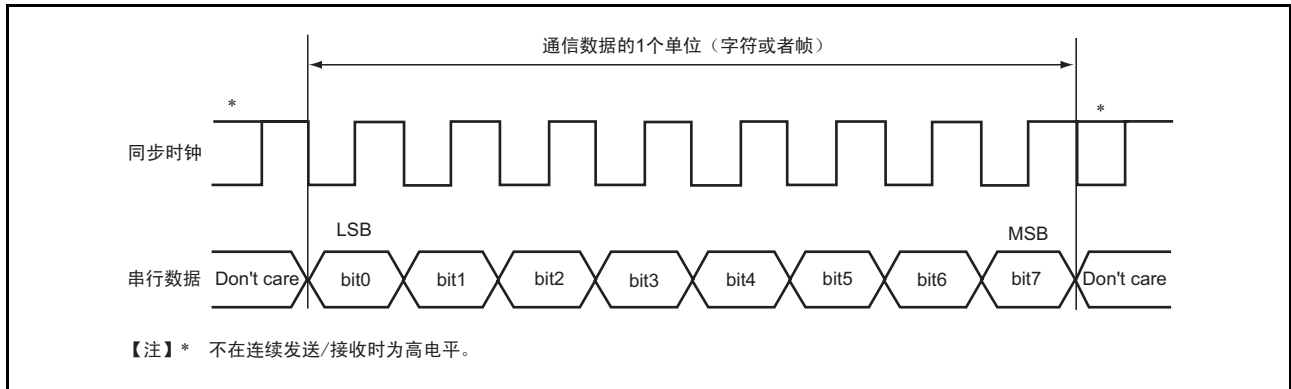 通信数据的1个单位（字符或者帧）
* *
同步时钟
LSB MSB
串行数据 Don't care bit0 bit1 bit2 bit3 bit4 bit5 bit6 bit7 Don't care
【注】* 不在连续发送/接收时为高电平。